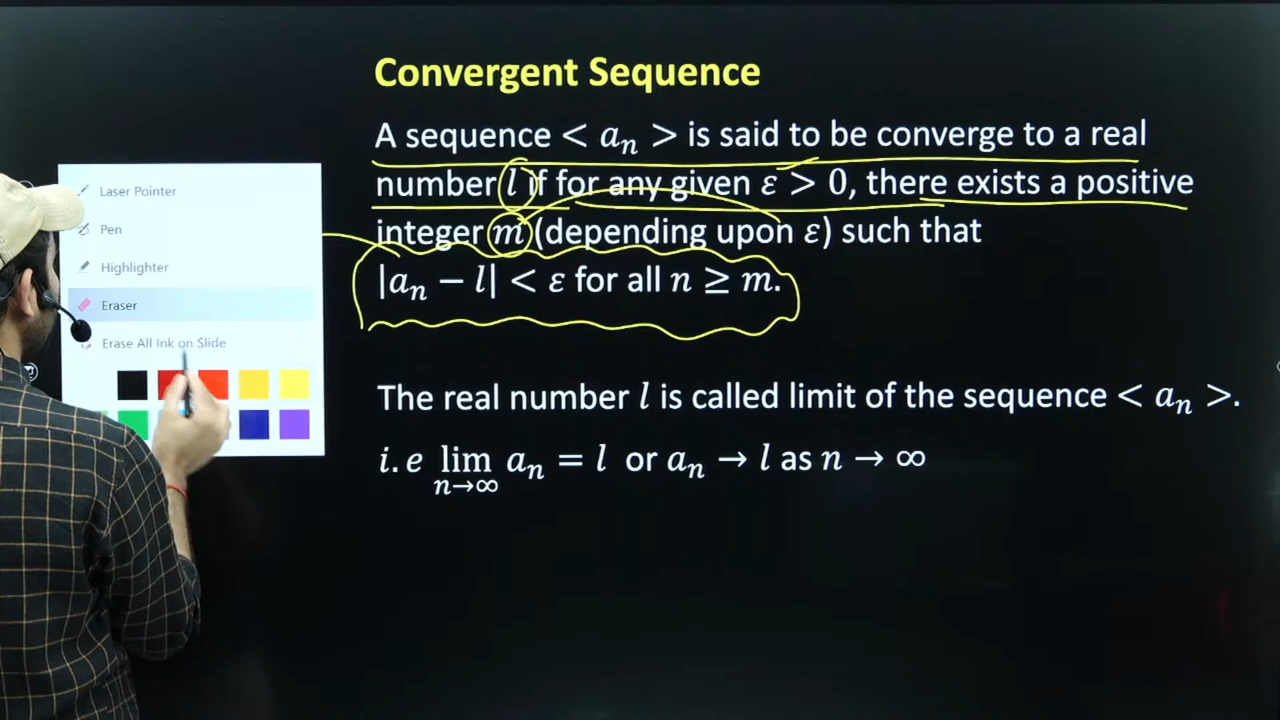 Convergent Sequence
A sequence < aₙ > is said to be converge to a real
number l if for any given ε > 0, there exists a positive
integer m (depending upon ε) such that
|aₙ − l| < ε for all n ≥ m.
The real number l is called limit of the sequence < aₙ >.
i. e lim aₙ = l or aₙ → l as n → ∞
n→∞
Laser Pointer
Pen
Highlighter
Eraser
Erase All Ink on Slide